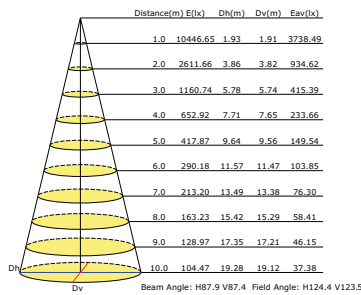 Distance(m) E(lx) Dh(m) Dv(m) Eav(lx)
1.0 10446.65 1.93 1.91 3738.49
2.0 2611.66 3.86 3.82 934.62
3.0 1160.74 5.78 5.74 415.39
4.0 652.92 7.71 7.65 233.66
5.0 417.87 9.64 9.56 149.54
6.0 290.18 11.57 11.47 103.85
7.0 213.20 13.49 13.38 76.30
8.0 163.23 15.42 15.29 58.41
9.0 128.97 17.35 17.21 46.15
Dh 10.0 104.47 19.28 19.12 37.38
Dv Beam Angle: H87.9 V87.4 Field Angle: H124.4 V123.5